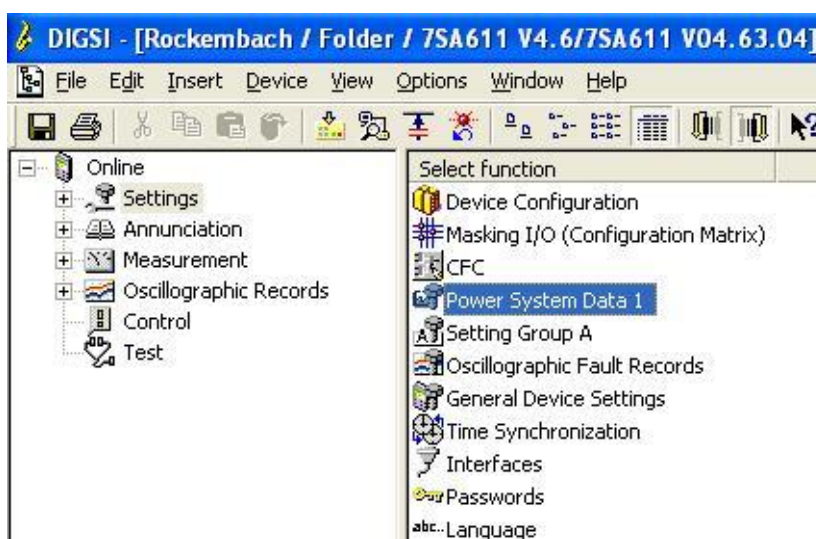 DIGSI - [Rockembach / Folder / 7SA611 V4.6/7SA611 V04.63.04]
File Edit Insert Device View Options Window Help
Online
Settings
Annunciation
Measurement
Oscillographic Records
Control
Test
Select function
Device Configuration
Masking I/O (Configuration Matrix)
CFC
Power System Data 1
Setting Group A
Oscillographic Fault Records
General Device Settings
Time Synchronization
Interfaces
Passwords
abc.. Language